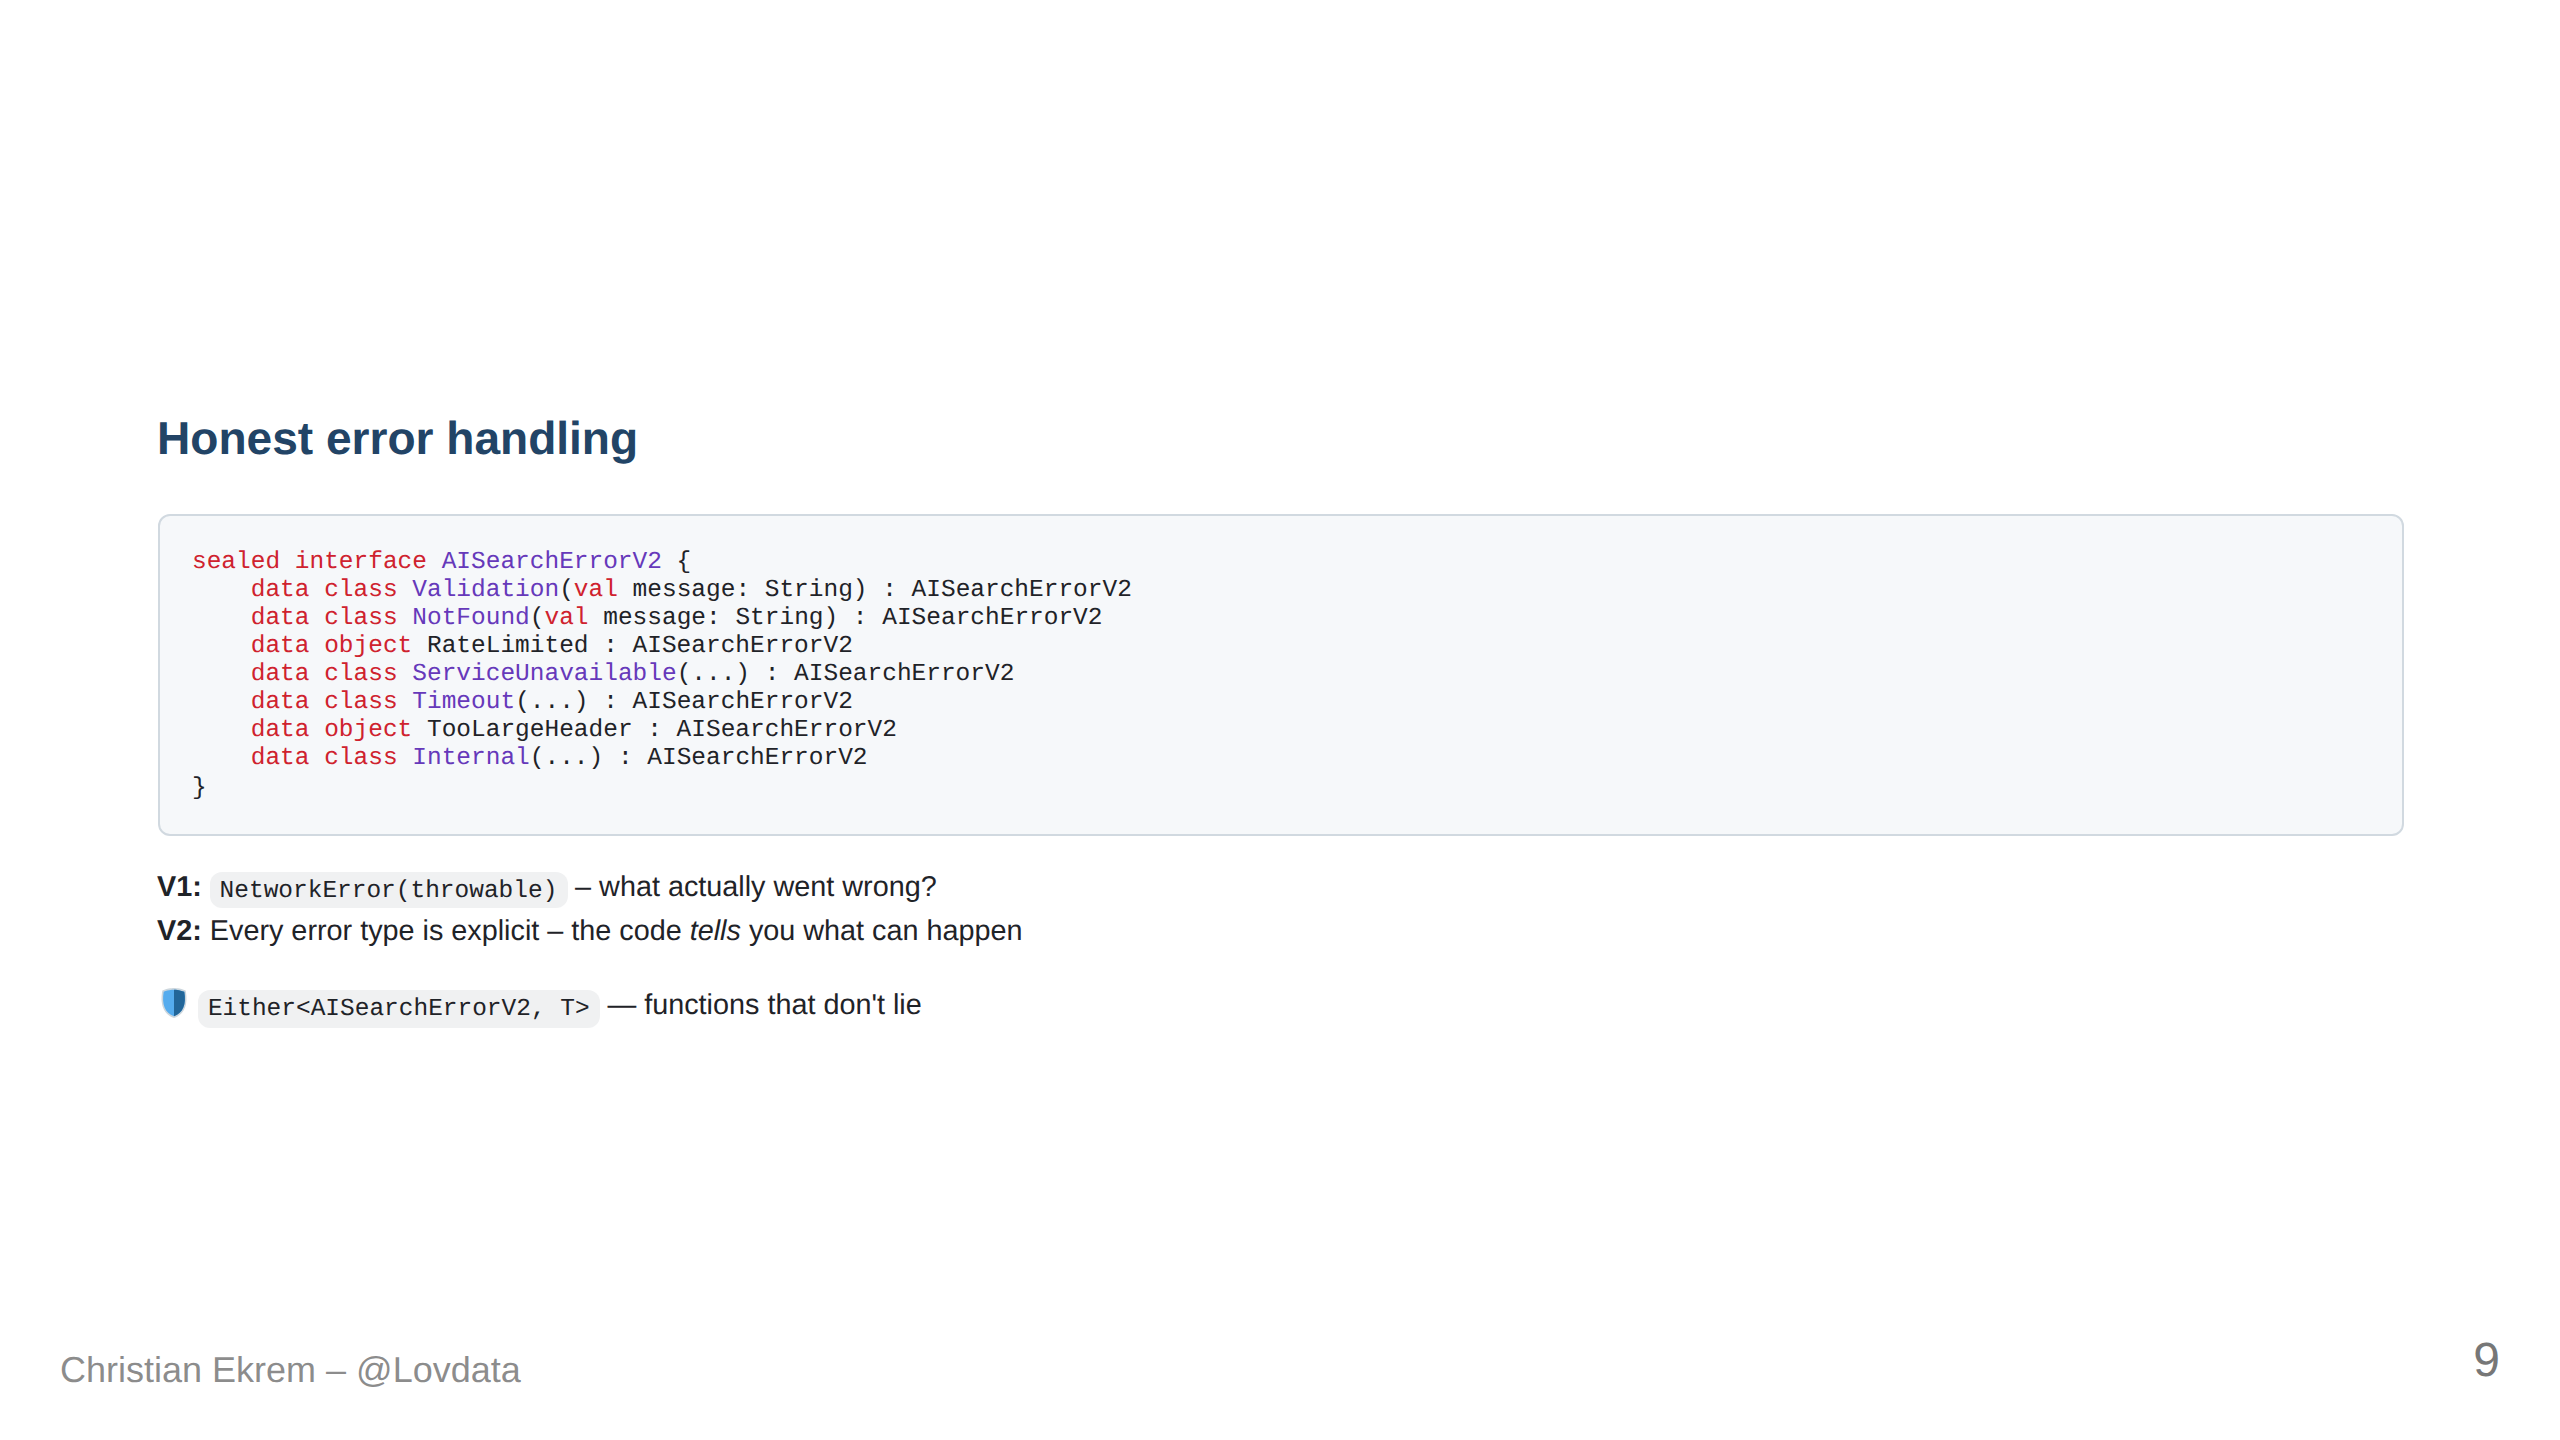 Honest error handling
sealed interface AISearchErrorV2 {
    data class Validation(val message: String) : AISearchErrorV2
    data class NotFound(val message: String) : AISearchErrorV2
    data object RateLimited : AISearchErrorV2
    data class ServiceUnavailable(...) : AISearchErrorV2
    data class Timeout(...) : AISearchErrorV2
    data object TooLargeHeader : AISearchErrorV2
    data class Internal(...) : AISearchErrorV2
}
V1: NetworkError(throwable) – what actually went wrong?
V2: Every error type is explicit – the code tells you what can happen
Either<AISearchErrorV2, T> — functions that don't lie
Christian Ekrem – @Lovdata
9